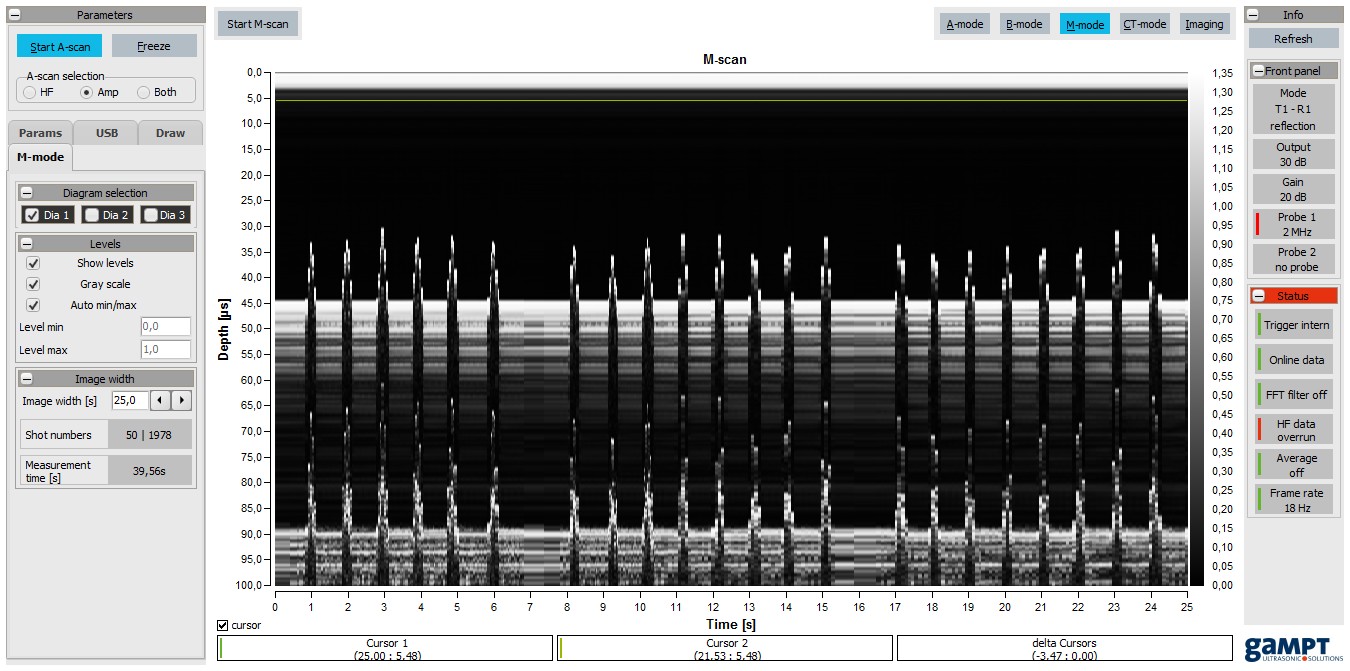 Parameters
Start A-scan
Freeze
A-scan selection
HF
Amp
Both
Params
USB
Draw
M-mode
Diagram selection
Dia 1
Dia 2
Dia 3
Levels
Show levels
Gray scale
Auto min/max
Level min
0,0
Level max
1,0
Image width
Image width [s]
25,0
Shot numbers
50 | 1978
Measurement
time [s]
39,56s
Start M-scan
A-mode
B-mode
M-mode
CT-mode
Imaging
M-scan
Depth [µs]
0,0
5,0
10,0
15,0
20,0
25,0
30,0
35,0
40,0
45,0
50,0
55,0
60,0
65,0
70,0
75,0
80,0
85,0
90,0
95,0
100,0
0 1 2 3 4 5 6 7 8 9 10 11 12 13 14 15 16 17 18 19 20 21 22 23 24 25
Time [s]
1,35
1,30
1,25
1,20
1,15
1,10
1,05
1,00
0,95
0,90
0,85
0,80
0,75
0,70
0,65
0,60
0,55
0,50
0,45
0,40
0,35
0,30
0,25
0,20
0,15
0,10
0,05
0,00
cursor
Cursor 1
(25.00 : 5.48)
Cursor 2
(21.53 : 5.48)
delta Cursors
(-3.47 : 0.00)
Info
Refresh
Front panel
Mode
T1 - R1
reflection
Output
30 dB
Gain
20 dB
Probe 1
2 MHz
Probe 2
no probe
Status
Trigger intern
Online data
FFT filter off
HF data
overrun
Average
off
Frame rate
18 Hz
gaMPT
ULTRASONIC SOLUTIONS